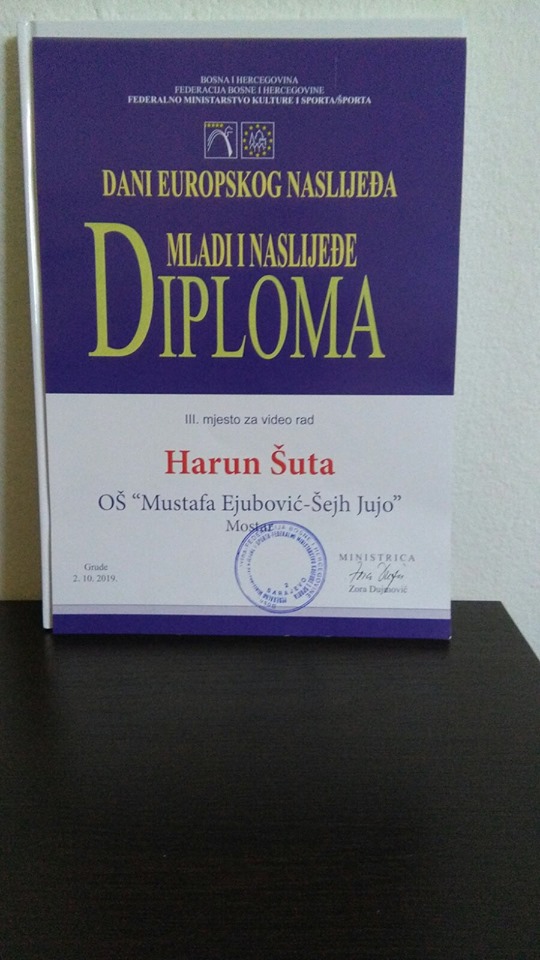 BOSNA I HERCEGOVINA
FEDERACIJA BOSNE I HERCEGOVINE
FEDERALNO MINISTARSTVO KULTURE I SPORTA/ŠPORTA
DANI EUROPSKOG NASLIJEĐA
MLADI I NASLIJEĐE
DIPLOMA
III. mjesto za video rad
Harun Šuta
OŠ “Mustafa Ejubović-Šejh Jujo”
Mostar
Grude
2. 10. 2019.
MINISTRICA
Zora Dujmović